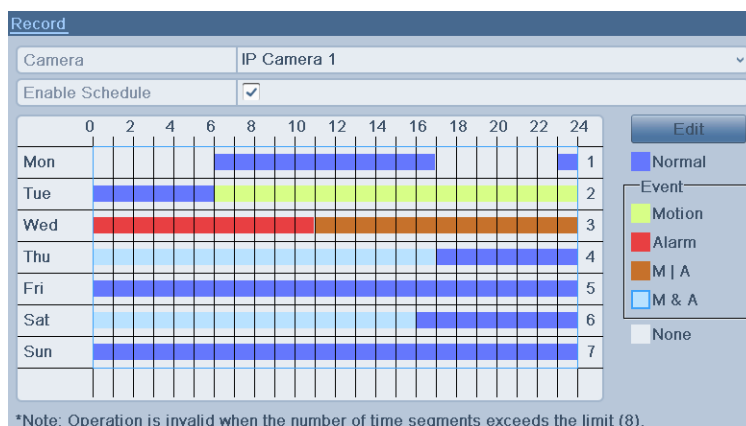 Record
Camera IP Camera 1
Enable Schedule
0 2 4 6 8 10 12 14 16 18 20 22 24
Edit
Mon 1
Normal
Event
Tue 2
Motion
Wed 3
Alarm
Thu 4
M | A
Fri 5
M & A
Sat 6
None
Sun 7
*Note: Operation is invalid when the number of time segments exceeds the limit (8).